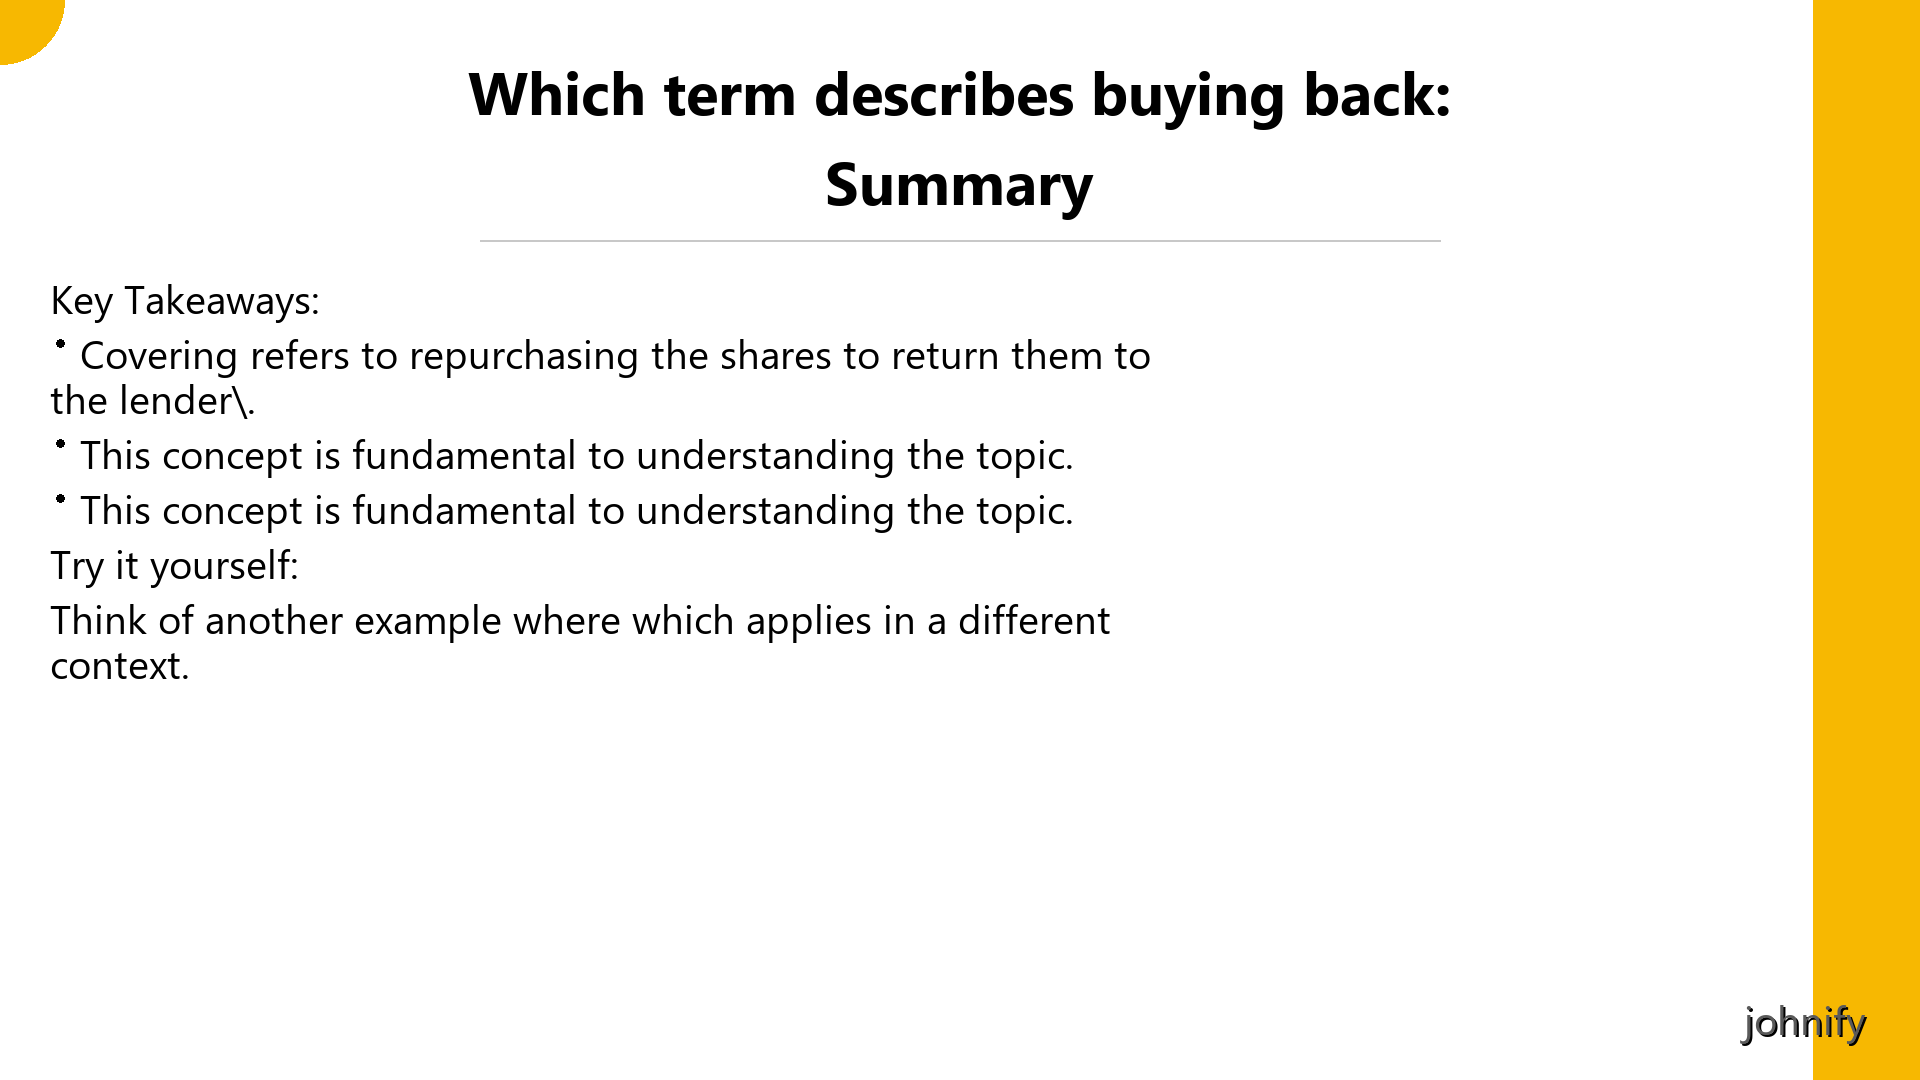 Which term describes buying back:
Summary
Key Takeaways:
• Covering refers to repurchasing the shares to return them to
the lender\.
• This concept is fundamental to understanding the topic.
• This concept is fundamental to understanding the topic.
Try it yourself:
Think of another example where which applies in a different
context.
johnify